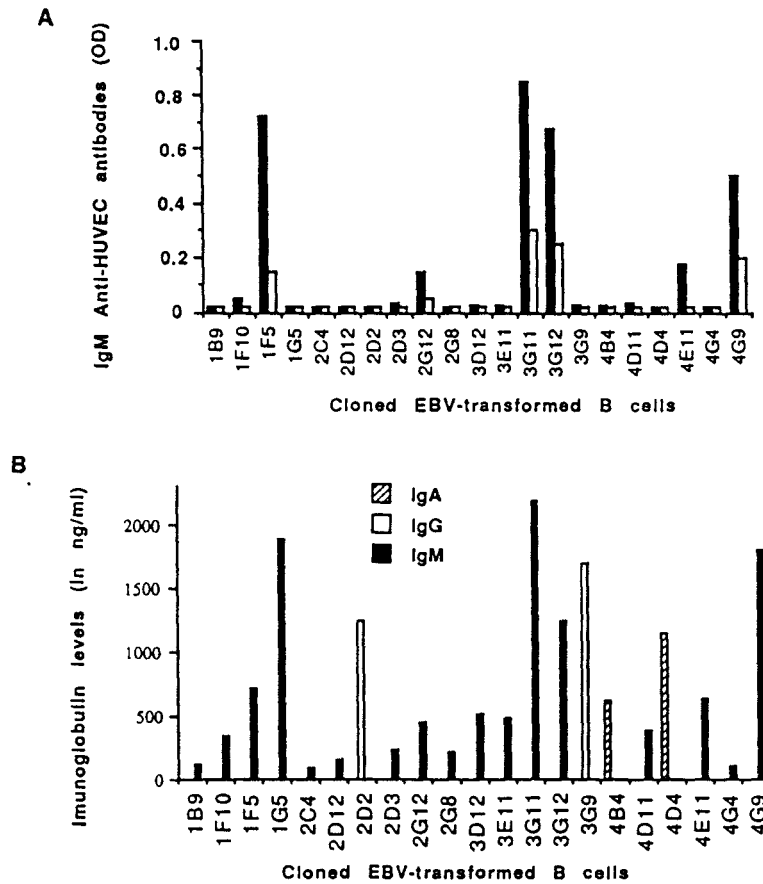 A
IgM Anti-HUVEC antibodies (OD)
1.0
0.8
0.6
0.4
0.2
0
1B9
1F10
1F5
1G5
2C4
2D12
2D2
2D3
2G12
2G8
3D12
3E11
3G11
3G12
3G9
4B4
4D11
4D4
4E11
4G4
4G9
Cloned EBV-transformed B cells
B
Imunoglobulin levels (In ng/ml)
2000
1500
1000
500
0
IgA
IgG
IgM
1B9
1F10
1F5
1G5
2C4
2D12
2D2
2D3
2G12
2G8
3D12
3E11
3G11
3G12
3G9
4B4
4D11
4D4
4E11
4G4
4G9
Cloned EBV-transformed B cells